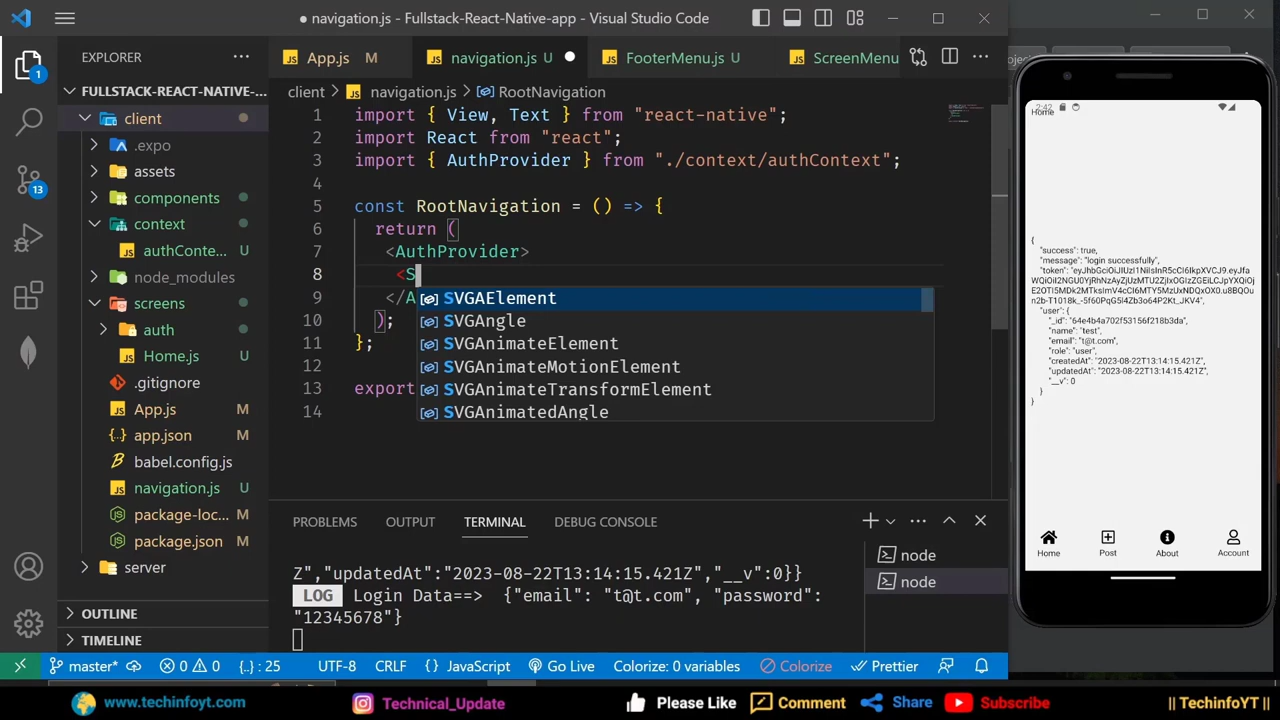 navigation.js - Fullstack-React-Native-app - Visual Studio Code
EXPLORER
App.js M
navigation.js U
FooterMenu.js U
ScreenMenu
FULLSTACK-REACT-NATIVE-...
client > navigation.js > RootNavigation
client
.expo
assets
components
context
authConte... U
node_modules
screens
auth
Home.js U
.gitignore
App.js M
app.json M
babel.config.js
navigation.js U
package-loc... M
package.json M
server
OUTLINE
TIMELINE
1
13
1 import { View, Text } from "react-native";
2 import React from "react";
3 import { AuthProvider } from "./context/authContext";
4
5 const RootNavigation = () => {
6 return (
7 <AuthProvider>
8 <S
9 </A
10 );
11 };
12
13 export
14
SVGAElement
SVGAngle
SVGAnimateElement
SVGAnimateMotionElement
SVGAnimateTransformElement
SVGAnimatedAngle
PROBLEMS OUTPUT TERMINAL DEBUG CONSOLE
Z","updatedAt":"2023-08-22T13:14:15.421Z","__v":0}}
LOG Login Data==> {"email": "t@t.com", "password":
"12345678"}
node
node
master* 0 0 {..} : 25 UTF-8 CRLF JavaScript Go Live Colorize: 0 variables Colorize Prettier
2:42
Home
{
"success": true,
"message": "login successfully",
"user": {
"_id": "64e4b4a702f53156f218b3da",
"name": "test",
"email": "t@t.com",
"role": "user",
"createdAt": "2023-08-22T13:14:15.421Z",
"updatedAt": "2023-08-22T13:14:15.421Z",
"__v": 0
}
}
Home Post About Account
www.techinfoyt.com Technical_Update Please Like Comment Share Subscribe || TechinfoYT ||